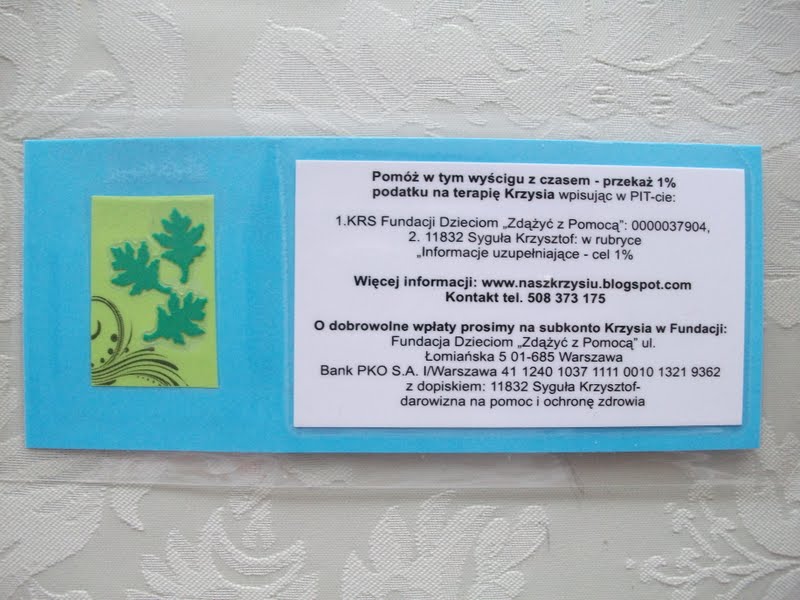 Pomóż w tym wyścigu z czasem - przekaż 1%
podatku na terapię Krzysia wpisując w PIT-cie:
1.KRS Fundacji Dzieciom „Zdążyć z Pomocą”: 0000037904,
2. 11832 Syguła Krzysztof: w rubryce
„Informacje uzupełniające - cel 1%
Więcej informacji: www.naszkrzysiu.blogspot.com
Kontakt tel. 508 373 175
O dobrowolne wpłaty prosimy na subkonto Krzysia w Fundacji:
Fundacja Dzieciom „Zdążyć z Pomocą” ul.
Łomiańska 5 01-685 Warszawa
Bank PKO S.A. I/Warszawa 41 1240 1037 1111 0010 1321 9362
z dopiskiem: 11832 Syguła Krzysztof-
darowizna na pomoc i ochronę zdrowia